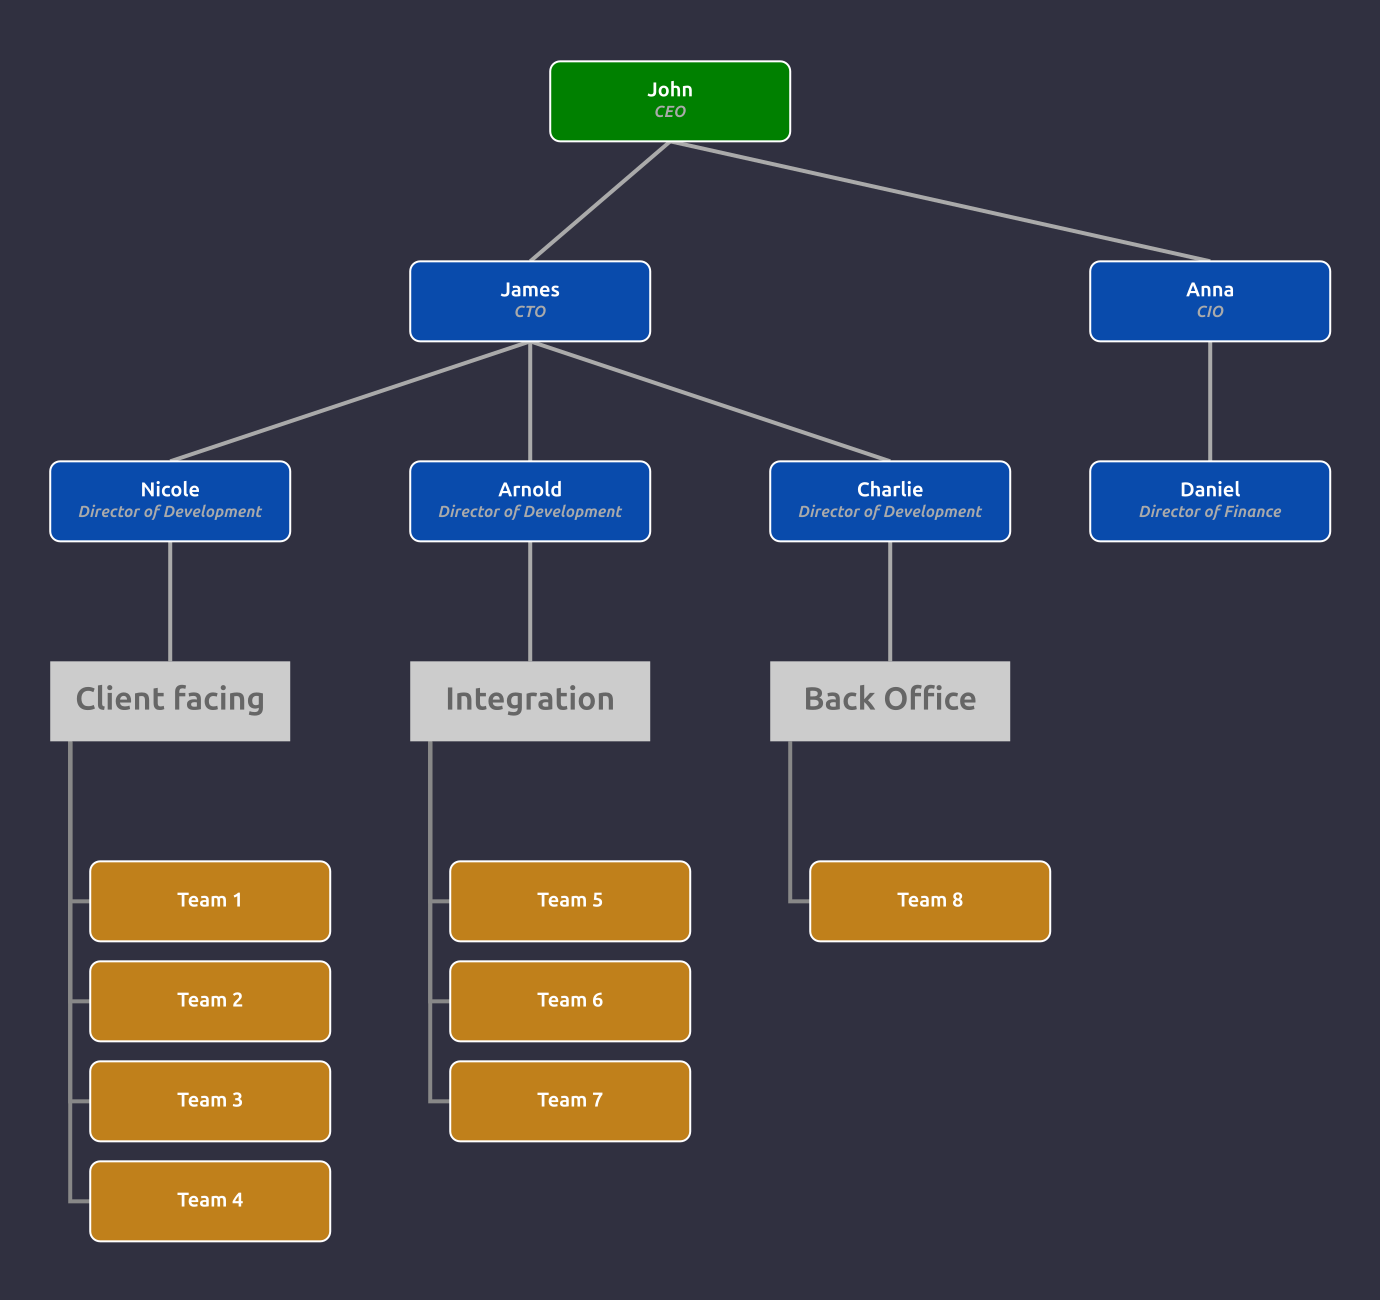 John
CEO
James
CTO
Anna
CIO
Nicole
Director of Development
Arnold
Director of Development
Charlie
Director of Development
Daniel
Director of Finance
Client facing
Integration
Back Office
Team 1
Team 5
Team 8
Team 2
Team 6
Team 3
Team 7
Team 4